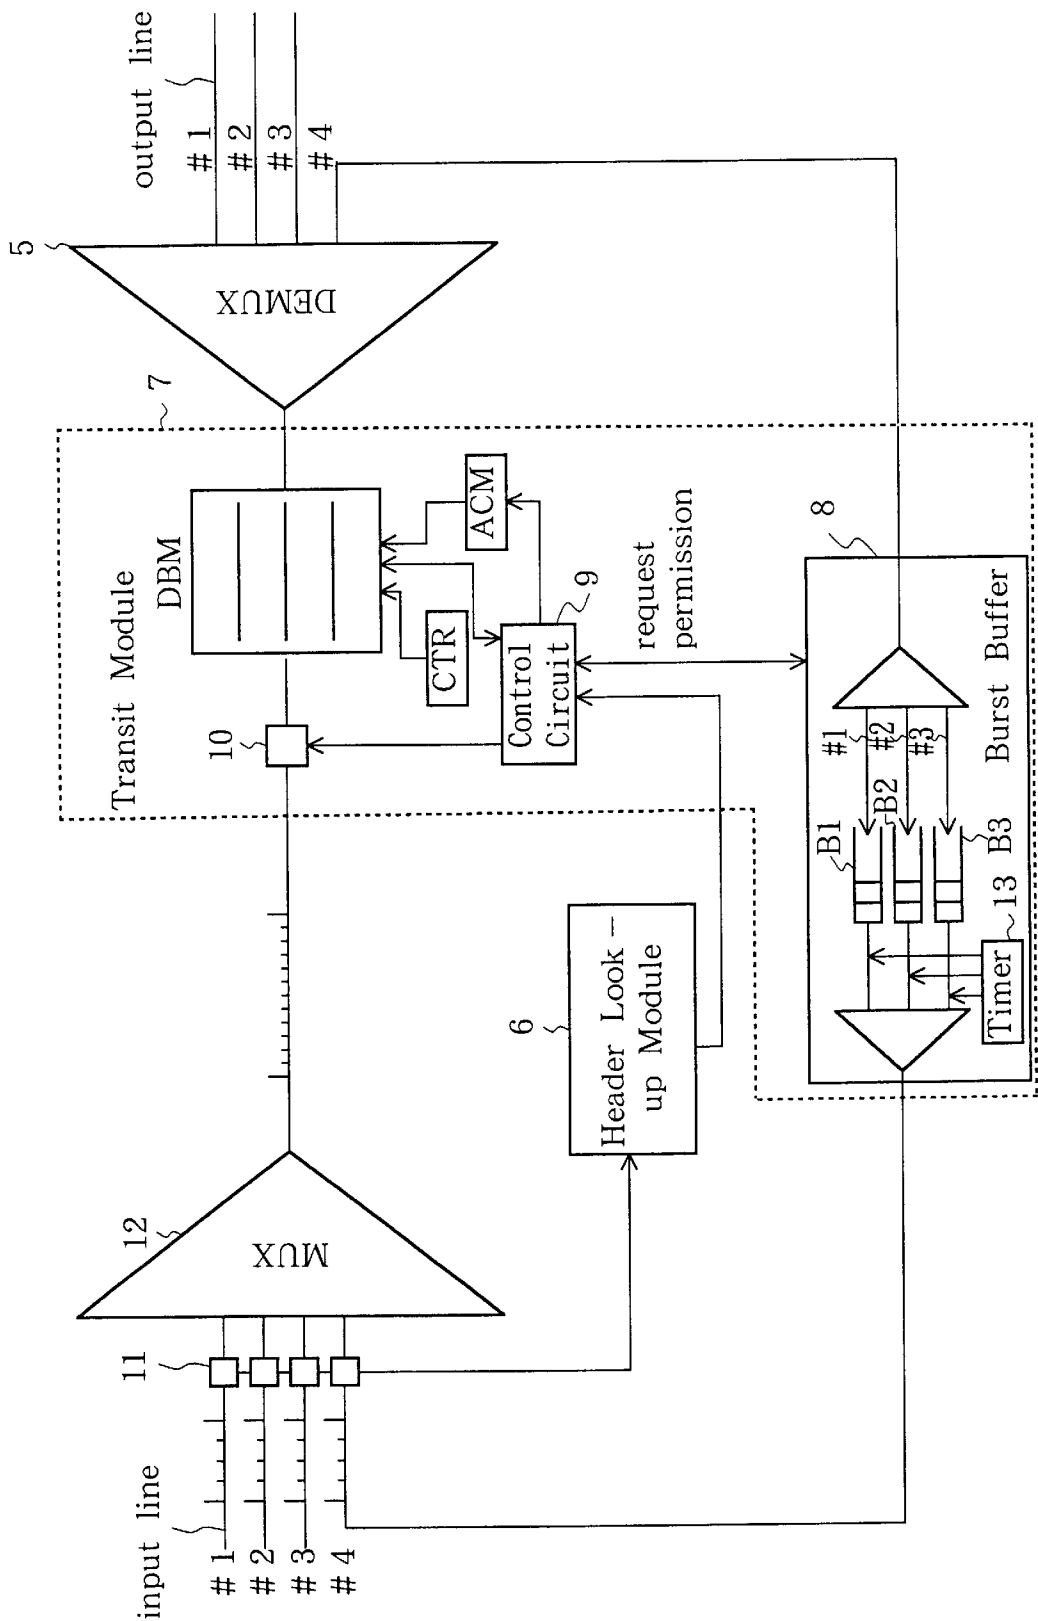 input line
#1
#2
#3
#4
11
12
MUX
6
Header Look-
up Module
Transit Module
7
10
DBM
CTR
ACM
Control
Circuit
9
request
permission
5
DEMUX
output line
#1
#2
#3
#4
8
Burst Buffer
#1
#2
#3
B1
B2
B3
13
Timer